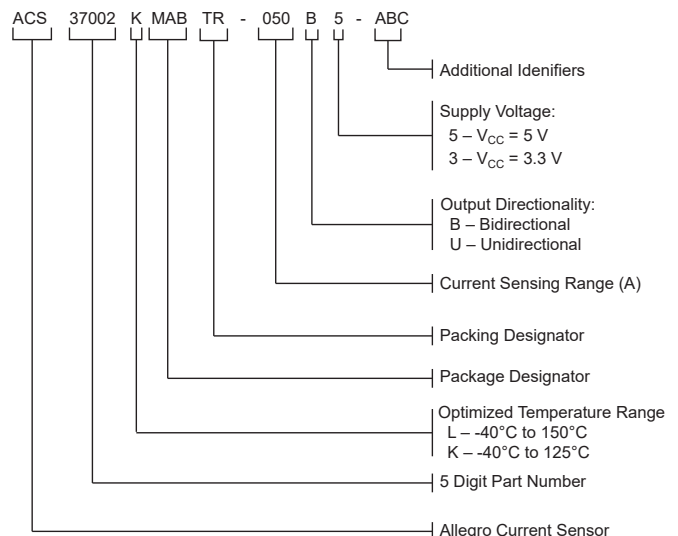 ACS 37002 K MAB TR - 050 B 5 - ABC
Additional Idenifiers
Supply Voltage:
5 – VCC = 5 V
3 – VCC = 3.3 V
Output Directionality:
B – Bidirectional
U – Unidirectional
Current Sensing Range (A)
Packing Designator
Package Designator
Optimized Temperature Range
L – -40°C to 150°C
K – -40°C to 125°C
5 Digit Part Number
Allegro Current Sensor